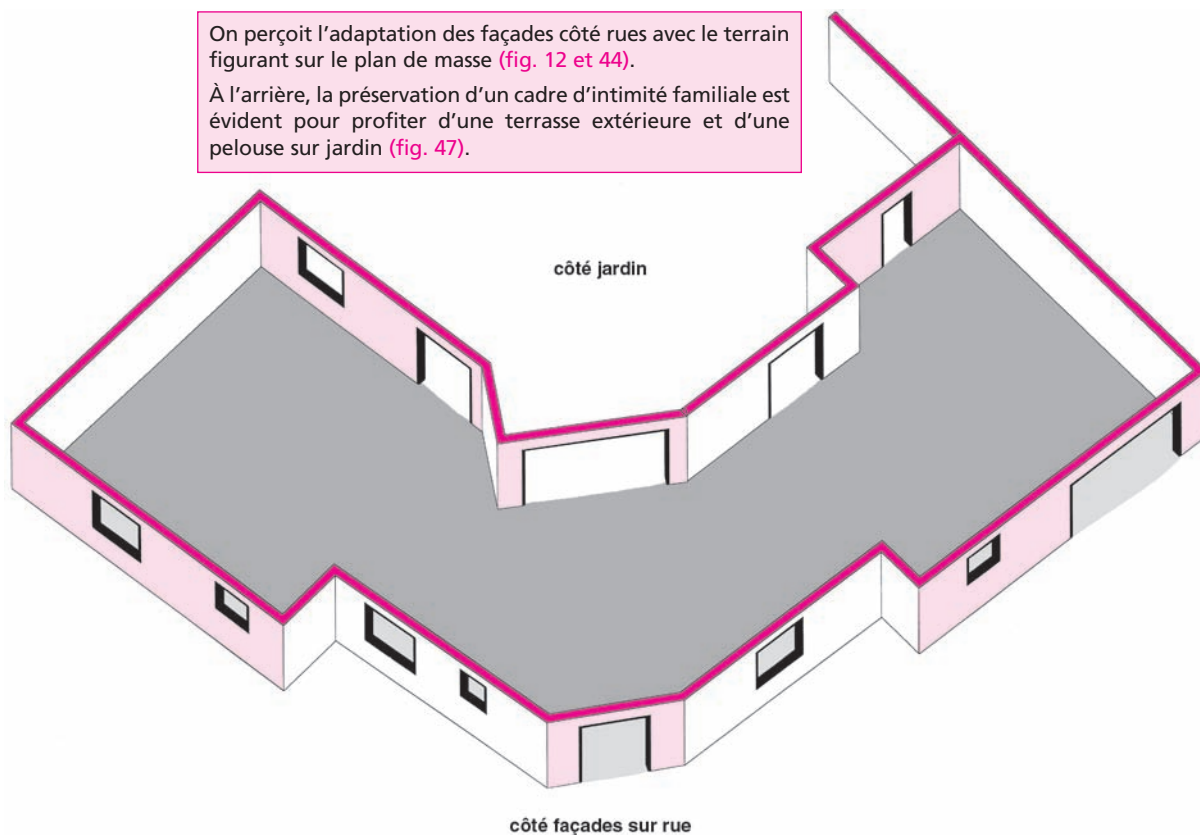 On perçoit l’adaptation des façades côté rues avec le terrain
figurant sur le plan de masse (fig. 12 et 44).
À l’arrière, la préservation d’un cadre d’intimité familiale est
évident pour profiter d’une terrasse extérieure et d’une
pelouse sur jardin (fig. 47).
côté jardin
côté façades sur rue